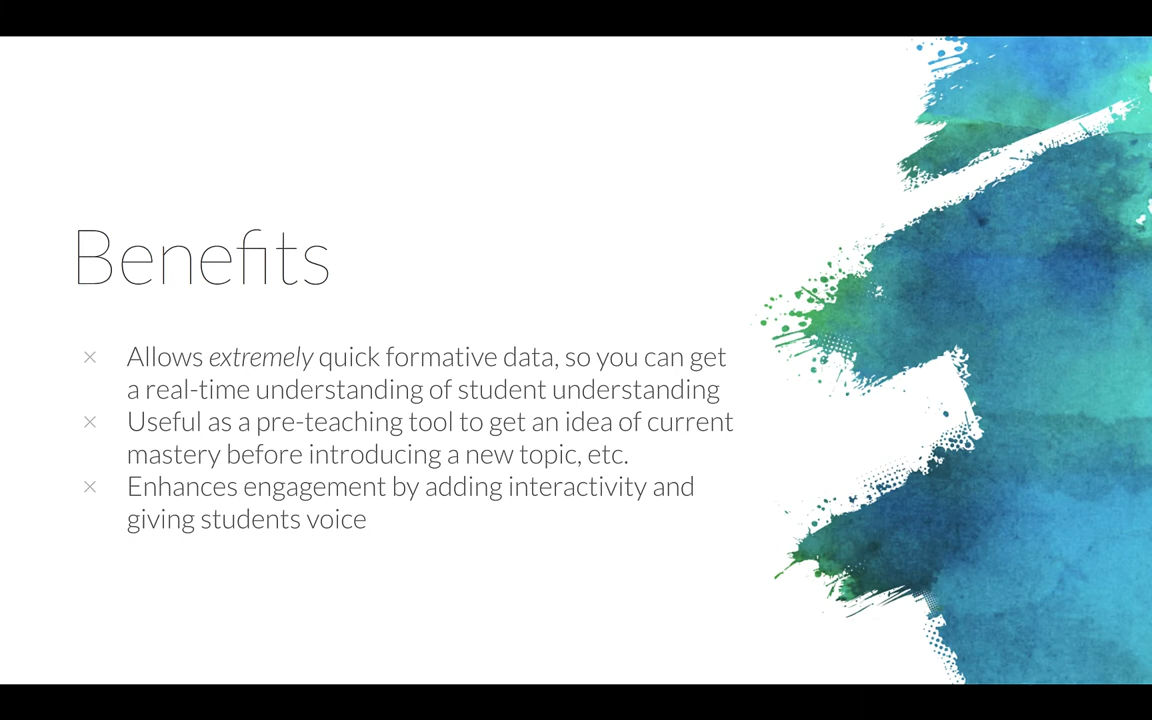 Benefits
× Allows extremely quick formative data, so you can get
a real-time understanding of student understanding
× Useful as a pre-teaching tool to get an idea of current
mastery before introducing a new topic, etc.
× Enhances engagement by adding interactivity and
giving students voice